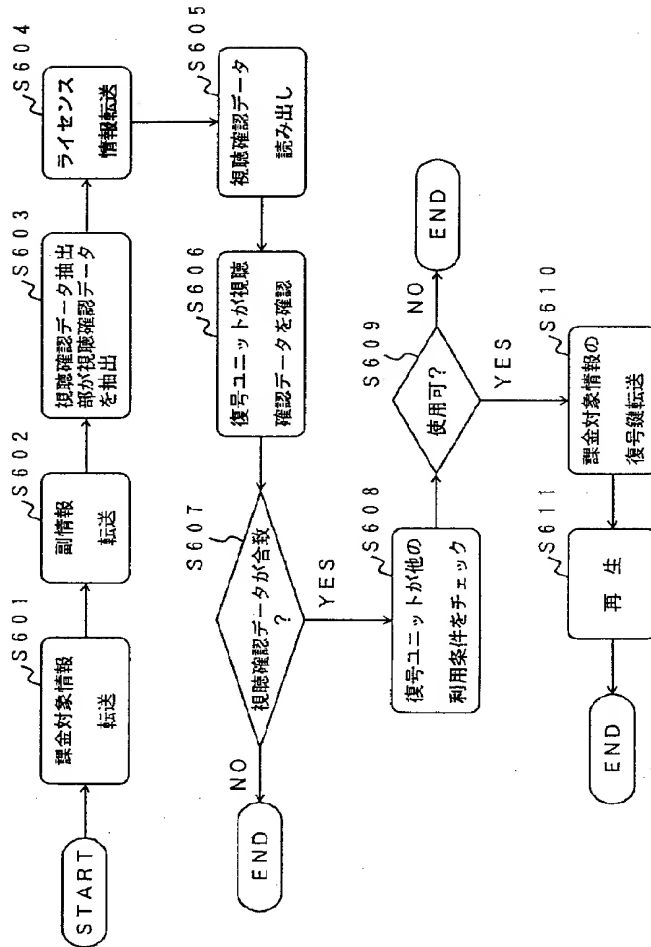 START
S601
課金対象情報
転送
S602
副情報
転送
S603
視聴確認データ抽出
部が視聴確認データ
を抽出
S604
ライセンス
情報転送
S605
視聴確認データ
読み出し
S606
復号ユニットが視聴
確認データを確認
S607
視聴確認データが合致
?
NO
END
YES
S608
復号ユニットが他の
利用条件をチェック
S609
使用可?
NO
END
YES
S610
課金対象情報の
復号鍵転送
S611
再 生
END